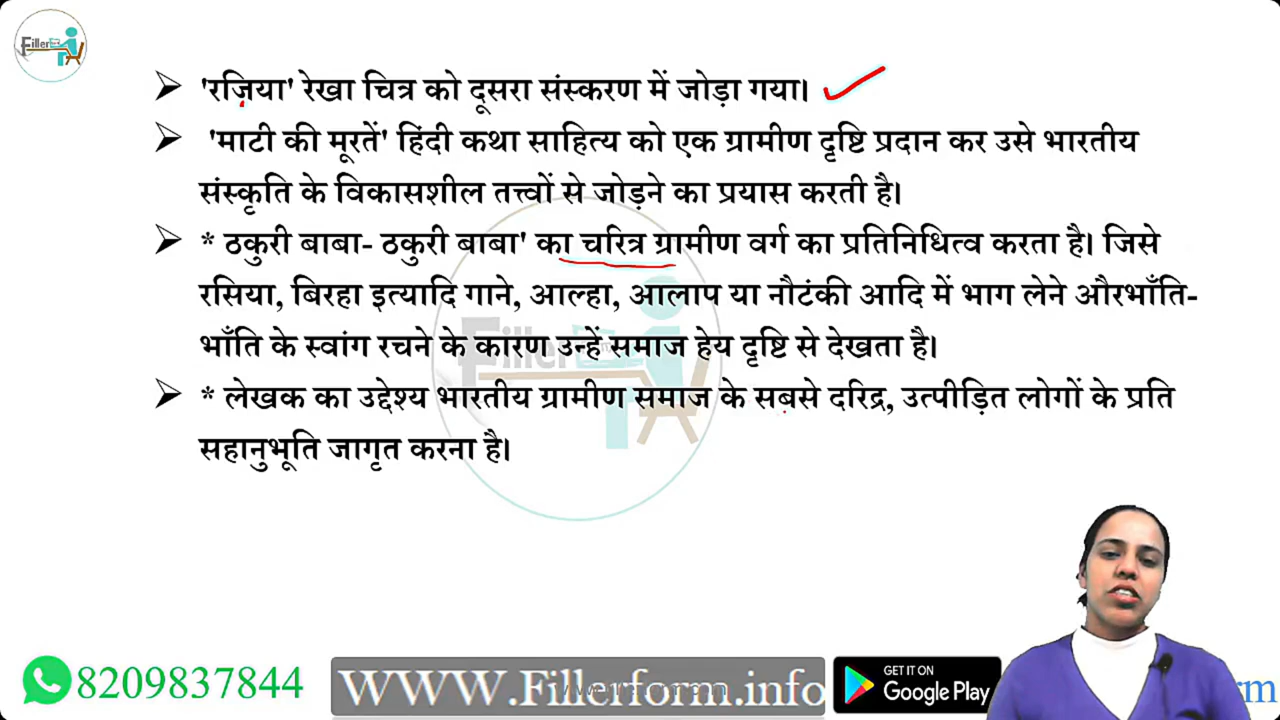 Filler
'रज़िया' रेखा चित्र को दूसरा संस्करण में जोड़ा गया।
'माटी की मूरतें' हिंदी कथा साहित्य को एक ग्रामीण दृष्टि प्रदान कर उसे भारतीय
संस्कृति के विकासशील तत्त्वों से जोड़ने का प्रयास करती है।
* ठकुरी बाबा- ठकुरी बाबा' का चरित्र ग्रामीण वर्ग का प्रतिनिधित्व करता है। जिसे
रसिया, बिरहा इत्यादि गाने, आल्हा, आलाप या नौटंकी आदि में भाग लेने औरभाँति-
भाँति के स्वांग रचने के कारण उन्हें समाज हेय दृष्टि से देखता है।
* लेखक का उद्देश्य भारतीय ग्रामीण समाज के सबसे दरिद्र, उत्पीड़ित लोगों के प्रति
सहानुभूति जागृत करना है।
8209837844
WWW.Fillerform.info
GET IT ON
Google Play